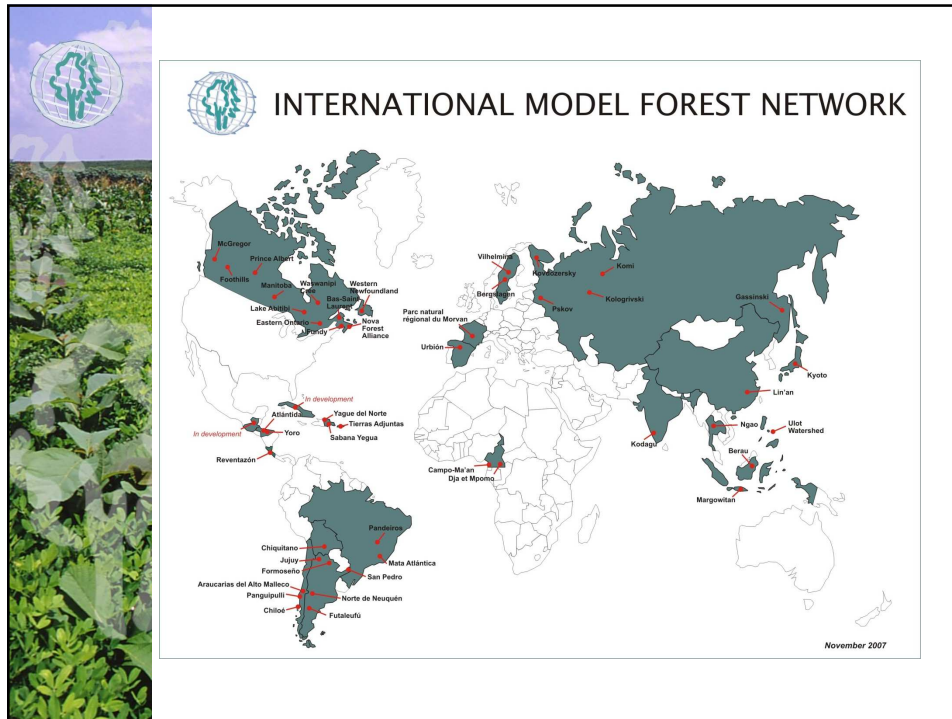 INTERNATIONAL MODEL FOREST NETWORK
McGregor
Prince Albert
Foothills
Manitoba
Waswanipi
Cree
Western
Newfoundland
Bas-Saint-
Laurent
Lake Abitibi
Eastern Ontario
Fundy
Nova
Forest
Alliance
Vilhelmina
Kovdozersky
Komi
Bergslagen
Kologrivski
Pskov
Gassinski
Parc natural
régional du Morvan
Urbión
Kyoto
Lin'an
In development
Atlántida
Yague del Norte
Tierras Adjuntas
In development
Yoro
Sabana Yegua
Reventazón
Ngao
Ulot
Watershed
Kodagu
Berau
Campo-Ma'an
Dja et Mpomo
Margowitan
Pandeiros
Chiquitano
Jujuy
Mata Atlántica
Formoseño
San Pedro
Araucarias del Alto Malleco
Panguipulli
Norte de Neuquén
Chiloé
Futaleufú
November 2007